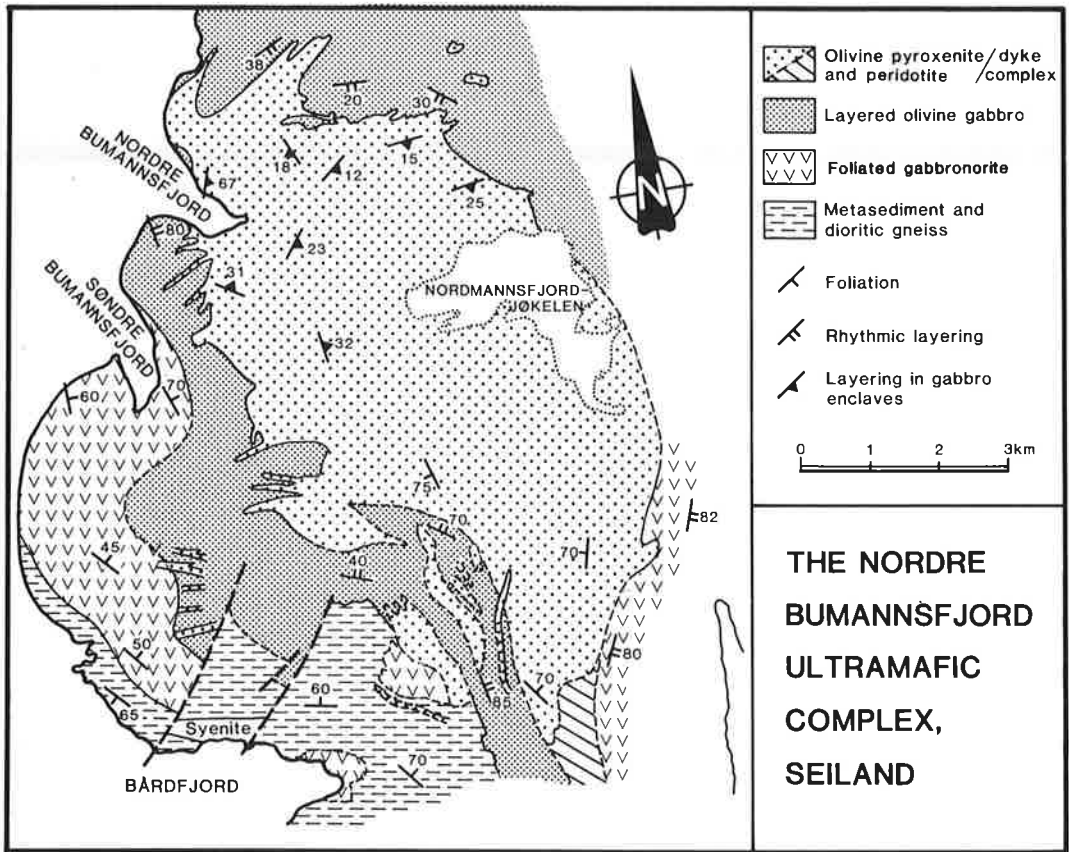 38
20
30
NORDRE
BUMANNSFJORD
67
18
12
15
25
80
23
31
NORDMANNSFJORD-
JØKELEN
SØNDRE
BUMANNSFJORD
32
60
70
75
70
82
45
40
70
50
80
65
60
85
70
Syenite
70
BÅRDFJORD
N
Olivine pyroxenite/dyke
and peridotite /complex
Layered olivine gabbro
Foliated gabbronorite
Metasediment and
dioritic gneiss
Foliation
Rhythmic layering
Layering in gabbro
enclaves
0 1 2 3km
THE NORDRE
BUMANNSFJORD
ULTRAMAFIC
COMPLEX,
SEILAND